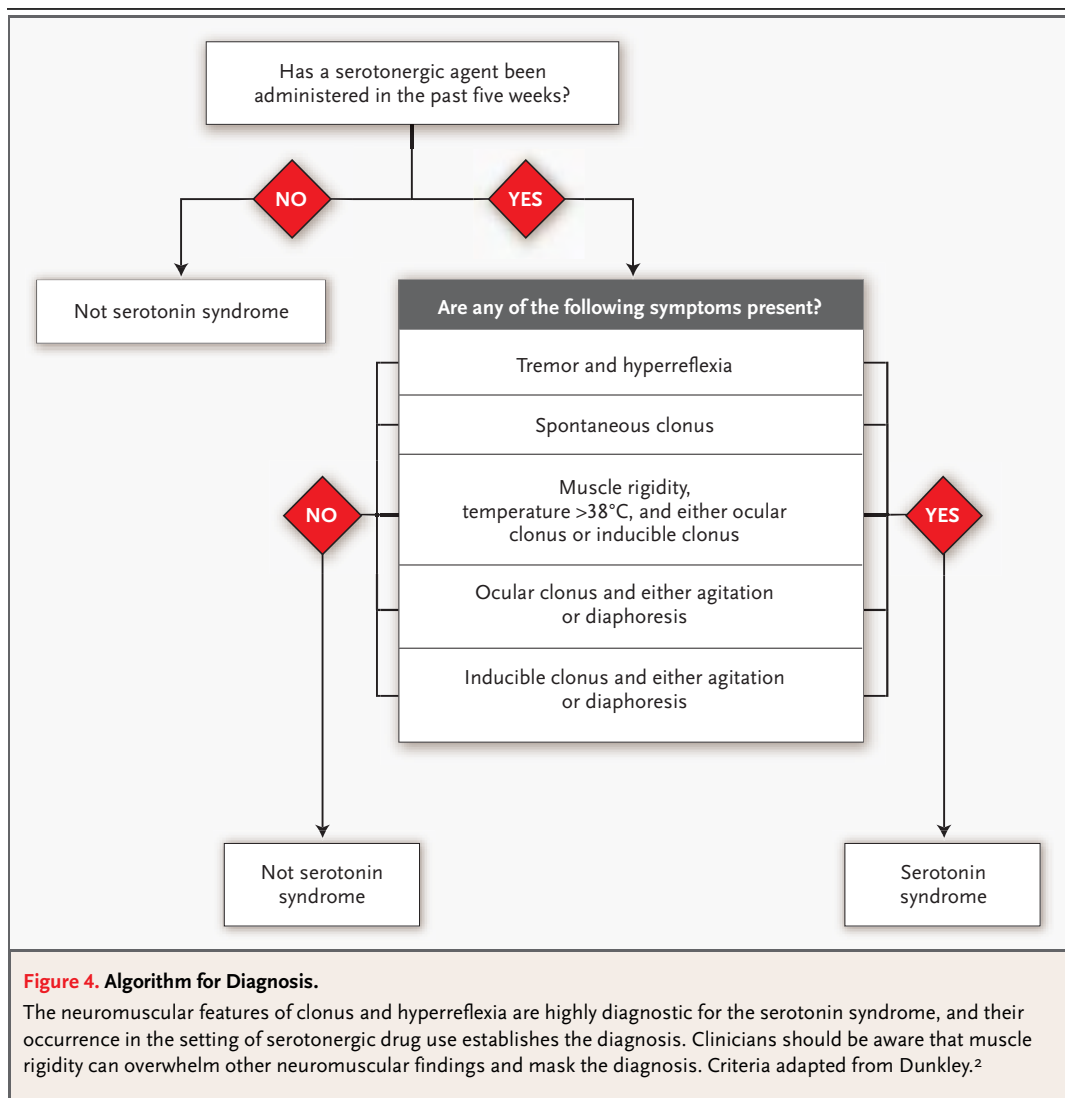 Has a serotonergic agent been
administered in the past five weeks?
NO
YES
Not serotonin syndrome
Are any of the following symptoms present?
Tremor and hyperreflexia
Spontaneous clonus
Muscle rigidity,
temperature >38°C, and either ocular
clonus or inducible clonus
NO
YES
Ocular clonus and either agitation
or diaphoresis
Inducible clonus and either agitation
or diaphoresis
Not serotonin
syndrome
Serotonin
syndrome
Figure 4. Algorithm for Diagnosis.
The neuromuscular features of clonus and hyperreflexia are highly diagnostic for the serotonin syndrome, and their
occurrence in the setting of serotonergic drug use establishes the diagnosis. Clinicians should be aware that muscle
rigidity can overwhelm other neuromuscular findings and mask the diagnosis. Criteria adapted from Dunkley.²